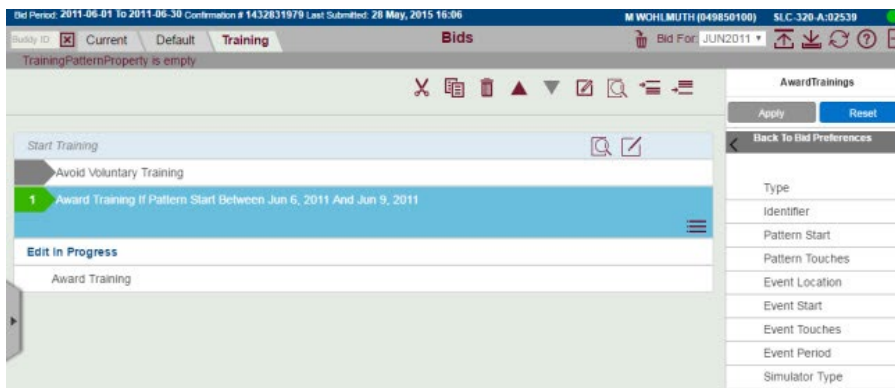 Bid Period: 2011-06-01 To 2011-06-30 Confirmation # 1432831979 Last Submitted: 28 May, 2015 16:06 M WOHLMUTH (049850100) SLC-320-A:02539
Buddy ID Current Default Training Bids Bid For: JUN2011
TrainingPatternProperty is empty
AwardTrainings
Apply Reset
Start Training
Back To Bid Preferences
Avoid Voluntary Training
Type
1 Award Training If Pattern Start Between Jun 6, 2011 And Jun 9, 2011
Identifier
Pattern Start
Edit In Progress
Pattern Touches
Award Training
Event Location
Event Start
Event Touches
Event Period
Simulator Type